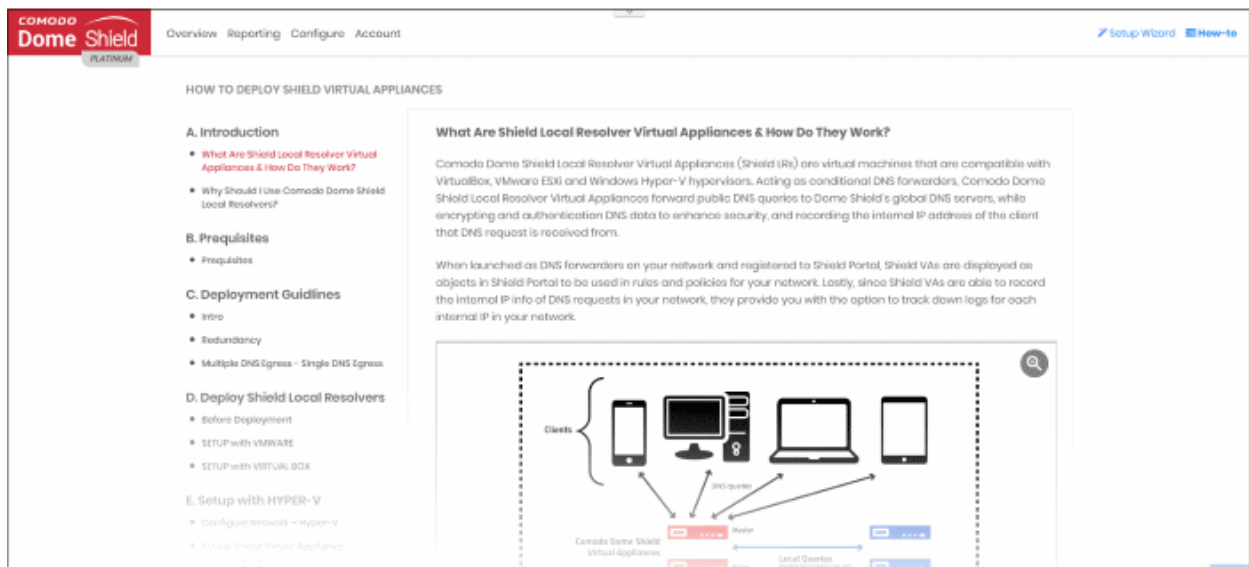 COMODO
Dome Shield
PLATINUM
Overview Reporting Configure Account
Setup Wizard How-to
HOW TO DEPLOY SHIELD VIRTUAL APPLIANCES
A. Introduction
What Are Shield Local Resolver Virtual
Appliances & How Do They Work?
Why Should I Use Comodo Dome Shield
Local Resolvers?
B. Prequisites
Prequisites
C. Deployment Guidlines
Intro
Redundancy
Multiple DNS Egress - Single DNS Egress
D. Deploy Shield Local Resolvers
Before Deployment
SETUP with VMWARE
SETUP with VIRTUAL BOX
E. Setup with HYPER-V
Configure Network - Hyper-V
Set Up Shield Virtual Appliance
What Are Shield Local Resolver Virtual Appliances & How Do They Work?
Comodo Dome Shield Local Resolver Virtual Appliances (Shield LRs) are virtual machines that are compatible with
VirtualBox, VMware ESXi and Windows Hyper-V hypervisors. Acting as conditional DNS forwarders, Comodo Dome
Shield Local Resolver Virtual Appliances forward public DNS queries to Dome Shield's global DNS servers, while
encrypting and authentication DNS data to enhance security, and recording the internal IP address of the client
that DNS request is received from.
When launched as DNS forwarders on your network and registered to Shield Portal, Shield VAs are displayed as
objects in Shield Portal to be used in rules and policies for your network. Lastly, since Shield VAs are able to record
the internal IP info of DNS requests in your network, they provide you with the option to track down logs for each
internal IP in your network.
Clients
DNS queries
Master
Comodo Dome Shield
Virtual Appliances
Local Queries